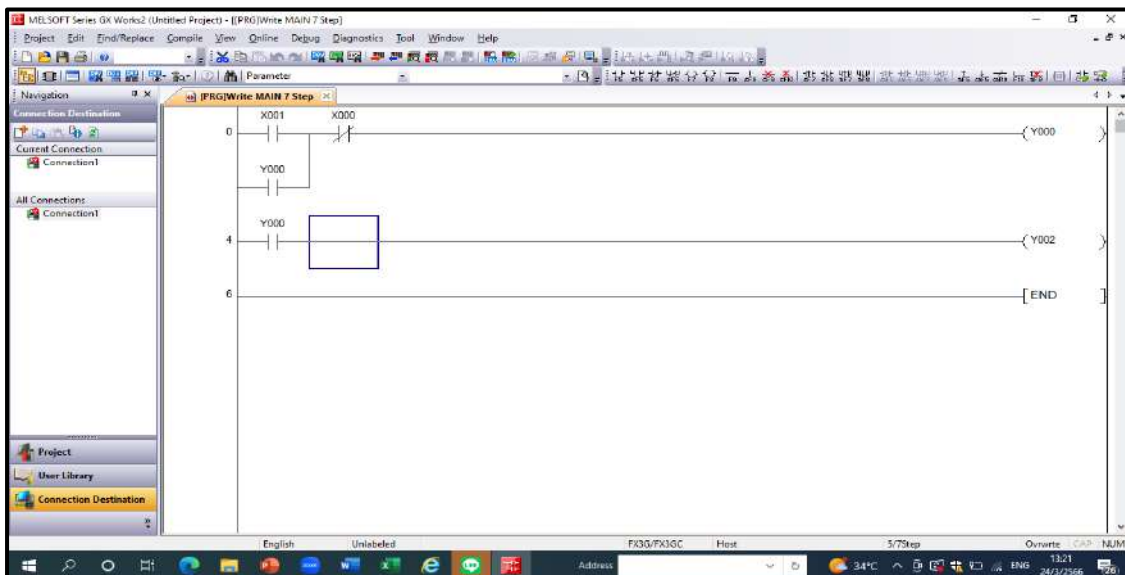 MELSOFT Series GX Works2 (Untitled Project) - [[PRG]Write MAIN 7 Step]
Project Edit Find/Replace Compile View Online Debug Diagnostics Tool Window Help
Parameter
Navigation
[PRG]Write MAIN 7 Step
Connection Destination
Current Connection
Connection1
All Connections
Connection1
X001 X000
0 Y000
Y000
Y000
4 Y002
6 END
Project
User Library
Connection Destination
English Unlabeled FX3G/FX3GC Host 5/7Step Ovrwrte CAP NUM
Address 34°C ENG 13:21
24/3/2566